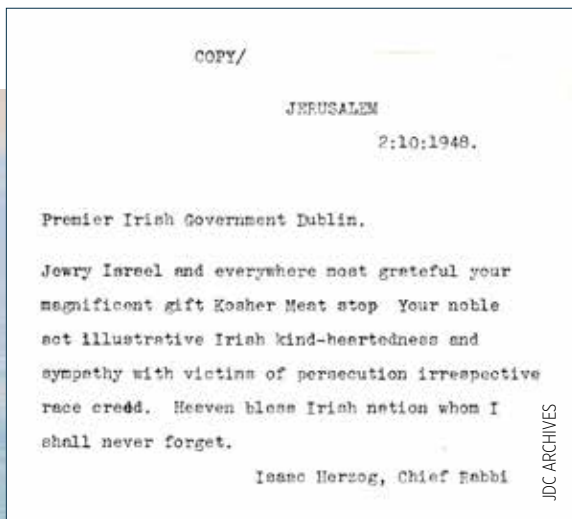 COPY/
JERUSALEM
2:10:1948.
Premier Irish Government Dublin.
Jewry Israel and everywhere most grateful your
magnificent gift Kosher Meat stop Your noble
act illustrative Irish kind-heartedness and
sympathy with victims of persecution irrespective
race credd. Heaven bless Irish nation whom I
shall never forget.
Isaac Herzog, Chief Rabbi
JDC ARCHIVES